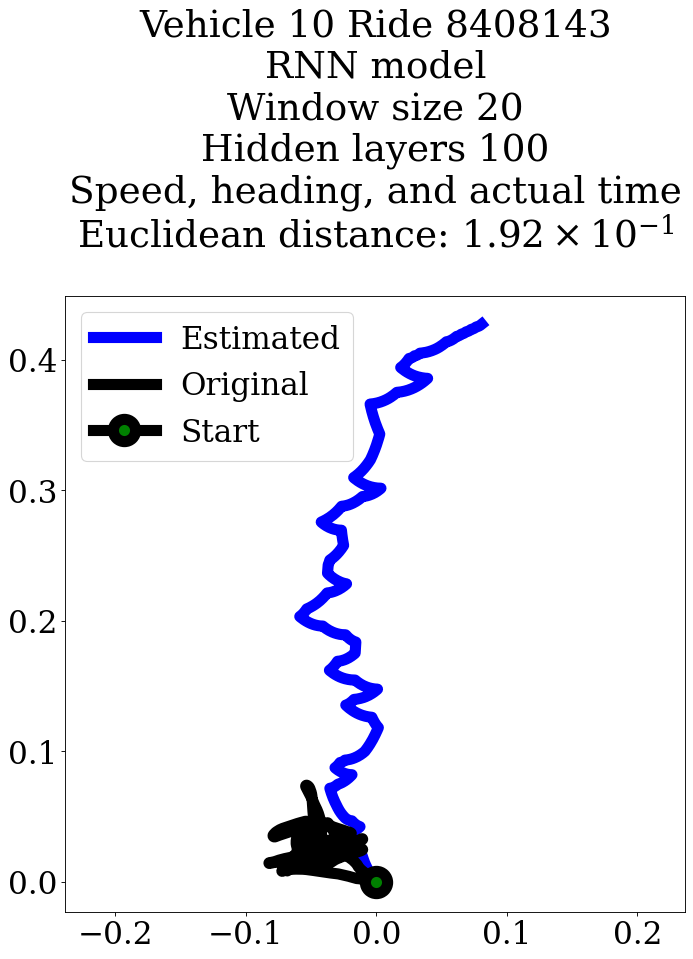 Vehicle 10 Ride 8408143
RNN model
Window size 20
Hidden layers 100
Speed, heading, and actual time
Euclidean distance: 1.92 × 10⁻¹
Estimated
Original
Start
0.4
0.3
0.2
0.1
0.0
−0.2 −0.1 0.0 0.1 0.2